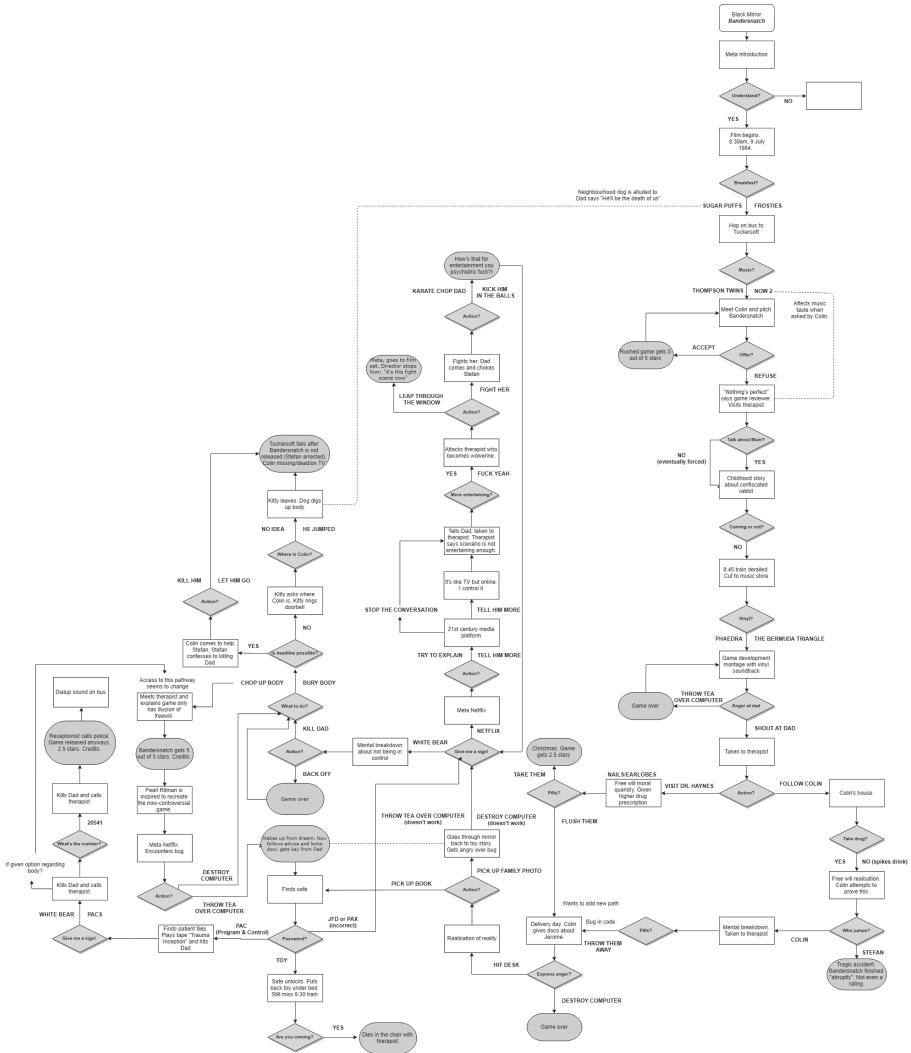 Black Mirror
Bandersnatch
Meta introduction
Understand?
NO
YES
Film begins.
8:30am, 9 July
1984.
Breakfast?
Neighbourhood dog is alluded to
Dad says "He'll be the death of us"
SUGAR PUFFS
FROSTIES
Hop on bus to
Tuckersoft
Music?
THOMPSON TWINS
NOW 2
Affects music
taste when
asked by Colin.
Meet Colin and pitch
Bandersnatch
ACCEPT
Rushed game gets 0
out of 5 stars
Offer?
REFUSE
"Nothing's perfect"
says game reviewer.
Visits therapist
Talk about Mum?
NO
(eventually forced)
YES
Childhood story
about confiscated
rabbit
Coming or not?
NO
8:45 train derailed.
Cut to music store
Vinyl?
PHAEDRA
THE BERMUDA TRIANGLE
Game development
montage with vinyl
soundtrack
THROW TEA
OVER COMPUTER
Game over
Anger at dad
SHOUT AT DAD
Taken to therapist
Action?
VISIT DR. HAYNES
FOLLOW COLIN
Colin's house.
Take drug?
YES
NO (spikes drink)
Free will realisation.
Colin attempts to
prove this
Who jumps?
COLIN
STEFAN
Tragic accident.
Bandersnatch finished
"abruptly". Not even a
rating
Mental breakdown.
Taken to therapist
Pills?
Bug in code
THROW THEM
AWAY
NAILS/EARLOBES
Free will moral
quandry. Given
higher drug
prescription
Pills?
TAKE THEM
Christmas. Game
gets 2.5 stars
FLUSH THEM
Wants to add new path
Delivery day. Colin
gives doco about
Jerome
Express anger?
HIT DESK
DESTROY COMPUTER
Game over
Realisation of reality
Action?
PICK UP BOOK
PICK UP FAMILY PHOTO
Goes through mirror
back to toy story.
Gets angry over bug
THROW TEA OVER COMPUTER
(doesn't work)
DESTROY COMPUTER
(doesn't work)
Give me a sign!
WHITE BEAR
NETFLIX
Meta Netflix
Action?
TRY TO EXPLAIN
TELL HIM MORE
21st century media
platform
STOP THE CONVERSATION
TELL HIM MORE
It's like TV but online.
I control it
Tells Dad, taken to
therapist. Therapist
says scenario is not
entertaining enough.
More entertaining?
YES
FUCK YEAH
Attacks therapist who
becomes wolverine.
Action?
LEAP THROUGH
THE WINDOW
FIGHT HER
Meta, goes to film
set. Director stops
him: "it's the fight
scene now"
Fights her. Dad
comes and chokes
Stefan
Action?
KARATE CHOP DAD
KICK HIM
IN THE BALLS
How's that for
entertainment you
psychiatric fuck?!
Mental breakdown
about not being in
control
Action?
KILL DAD
BACK OFF
Game over
What to do?
CHOP UP BODY
BURY BODY
Is deadline possible?
YES
NO
Colin comes to help
Stefan. Stefan
confesses to killing
Dad
Action?
KILL HIM
LET HIM GO
Kitty asks where
Colin is. Kitty rings
doorbell
Where is Colin?
NO IDEA
HE JUMPED
Kitty leaves. Dog digs
up body
Tuckersoft fails after
Bandersnatch is not
released (Stefan arrested).
Colin missing/dead/on TV
Access to this pathway
seems to change
Meets therapist and
explains game only
has illusion of
freewill
Bandersnatch gets 5
out of 5 stars. Credits.
Pearl Ritman is
inspired to recreate
the now-controversial
game
Meta Netflix.
Encounters bug
Action?
DESTROY
COMPUTER
THROW TEA
OVER COMPUTER
Wakes up from dream. Now
follows advice and locks
door, gets key from Dad
Finds safe
Password?
JFD or PAX
(incorrect)
PAC
(Program & Control)
TOY
Safe unlocks. Puts
back toy under bed.
Still miss 8:30 train
Are you coming?
YES
Dies in the chair with
therapist
Finds patient files.
Plays tape "Trauma
Inception" and hits
Dad
Give me a sign!
WHITE BEAR
PACS
Kills Dad and calls
therapist
If given option regarding
body?
What's the number?
20541
Kills Dad and calls
therapist
Receptionist calls police.
Game released anyways.
2.5 stars. Credits.
Dialup sound on bus